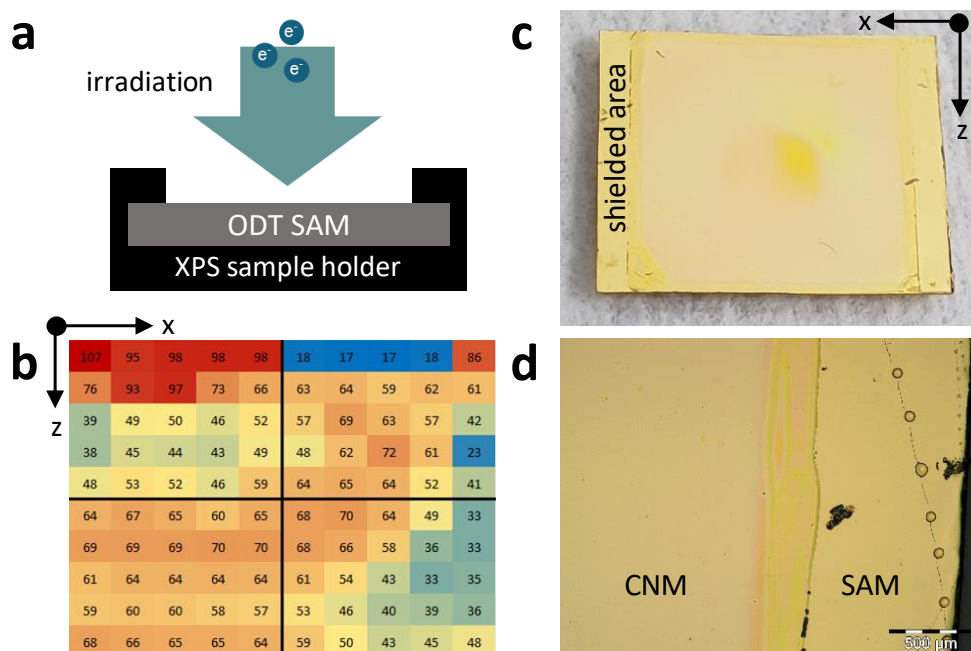 a
e⁻
e⁻
e⁻
irradiation
ODT SAM
XPS sample holder
x
z
b
107 95 98 98 98 18 17 17 18 86
76 93 97 73 66 63 64 59 62 61
39 49 50 46 52 57 69 63 57 42
38 45 44 43 49 48 62 72 61 23
48 53 52 46 59 64 65 64 52 41
64 67 65 60 65 68 70 64 49 33
69 69 69 70 70 68 66 58 36 33
61 64 64 64 64 61 54 43 33 35
59 60 60 58 57 53 46 40 39 36
68 66 65 65 64 59 50 43 45 48
c
x
z
shielded area
d
CNM
SAM
500 µm